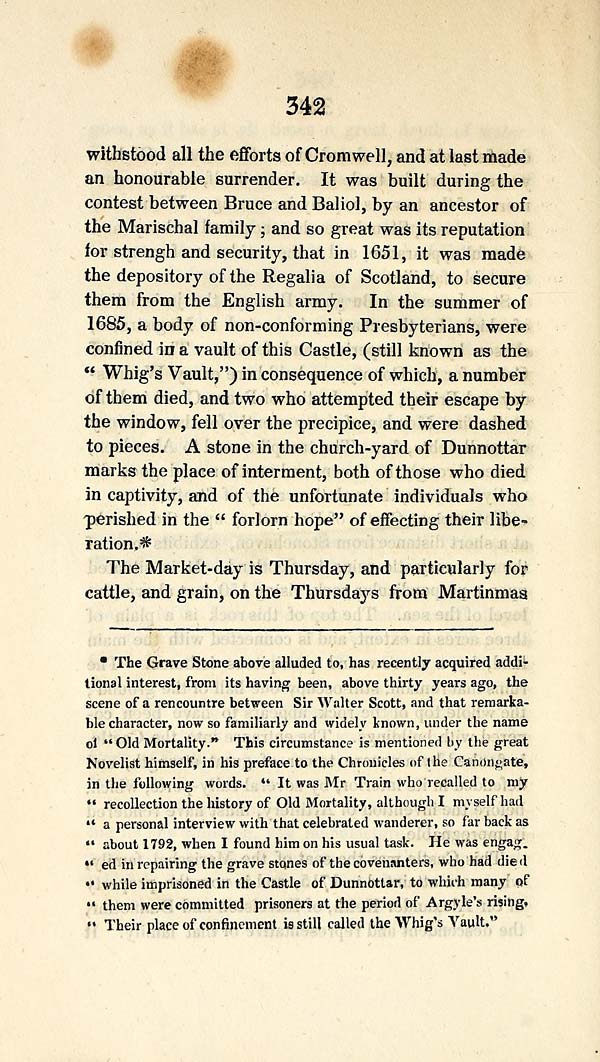 342
withstood all the efforts of Cromwell, and at last made
an honourable surrender. It was built during the
contest between Bruce and Baliol, by an ancestor of
the Marischal family; and so great was its reputation
for strengh and security, that in 1651, it was made
the depository of the Regalia of Scotland, to secure
them from the English army. In the summer of
1685, a body of non-conforming Presbyterians, were
confined in a vault of this Castle, (still known as the
“ Whig's Vault,”) in consequence of which, a number
of them died, and two who attempted their escape by
the window, fell over the precipice, and were dashed
to pieces. A stone in the church-yard of Dunnottar
marks the place of interment, both of those who died
in captivity, and of the unfortunate individuals who
perished in the “ forlorn hope” of effecting their libe-
ration.*
The Market-day is Thursday, and particularly for
cattle, and grain, on the Thursdays from Martinmas
* The Grave Stone above alluded to, has recently acquired addi-
tional interest, from its having been, above thirty years ago, the
scene of a rencountre between Sir Walter Scott, and that remarka-
ble character, now so familiarly and widely known, under the name
of “Old Mortality.” This circumstance is mentioned by the great
Novelist himself, in his preface to the Chronicles of the Canongate,
in the following words. “ It was Mr Train who recalled to my
“ recollection the history of Old Mortality, although I myself had
“ a personal interview with that celebrated wanderer, so far back as
“ about 1792, when I found him on his usual task. He was engag-
“ ed in repairing the grave stones of the covenanters, who had died
“ while imprisoned in the Castle of Dunnottar, to which many of
“ them were committed prisoners at the period of Argyle's rising.
“ Their place of confinement is still called the Whig's Vault.”